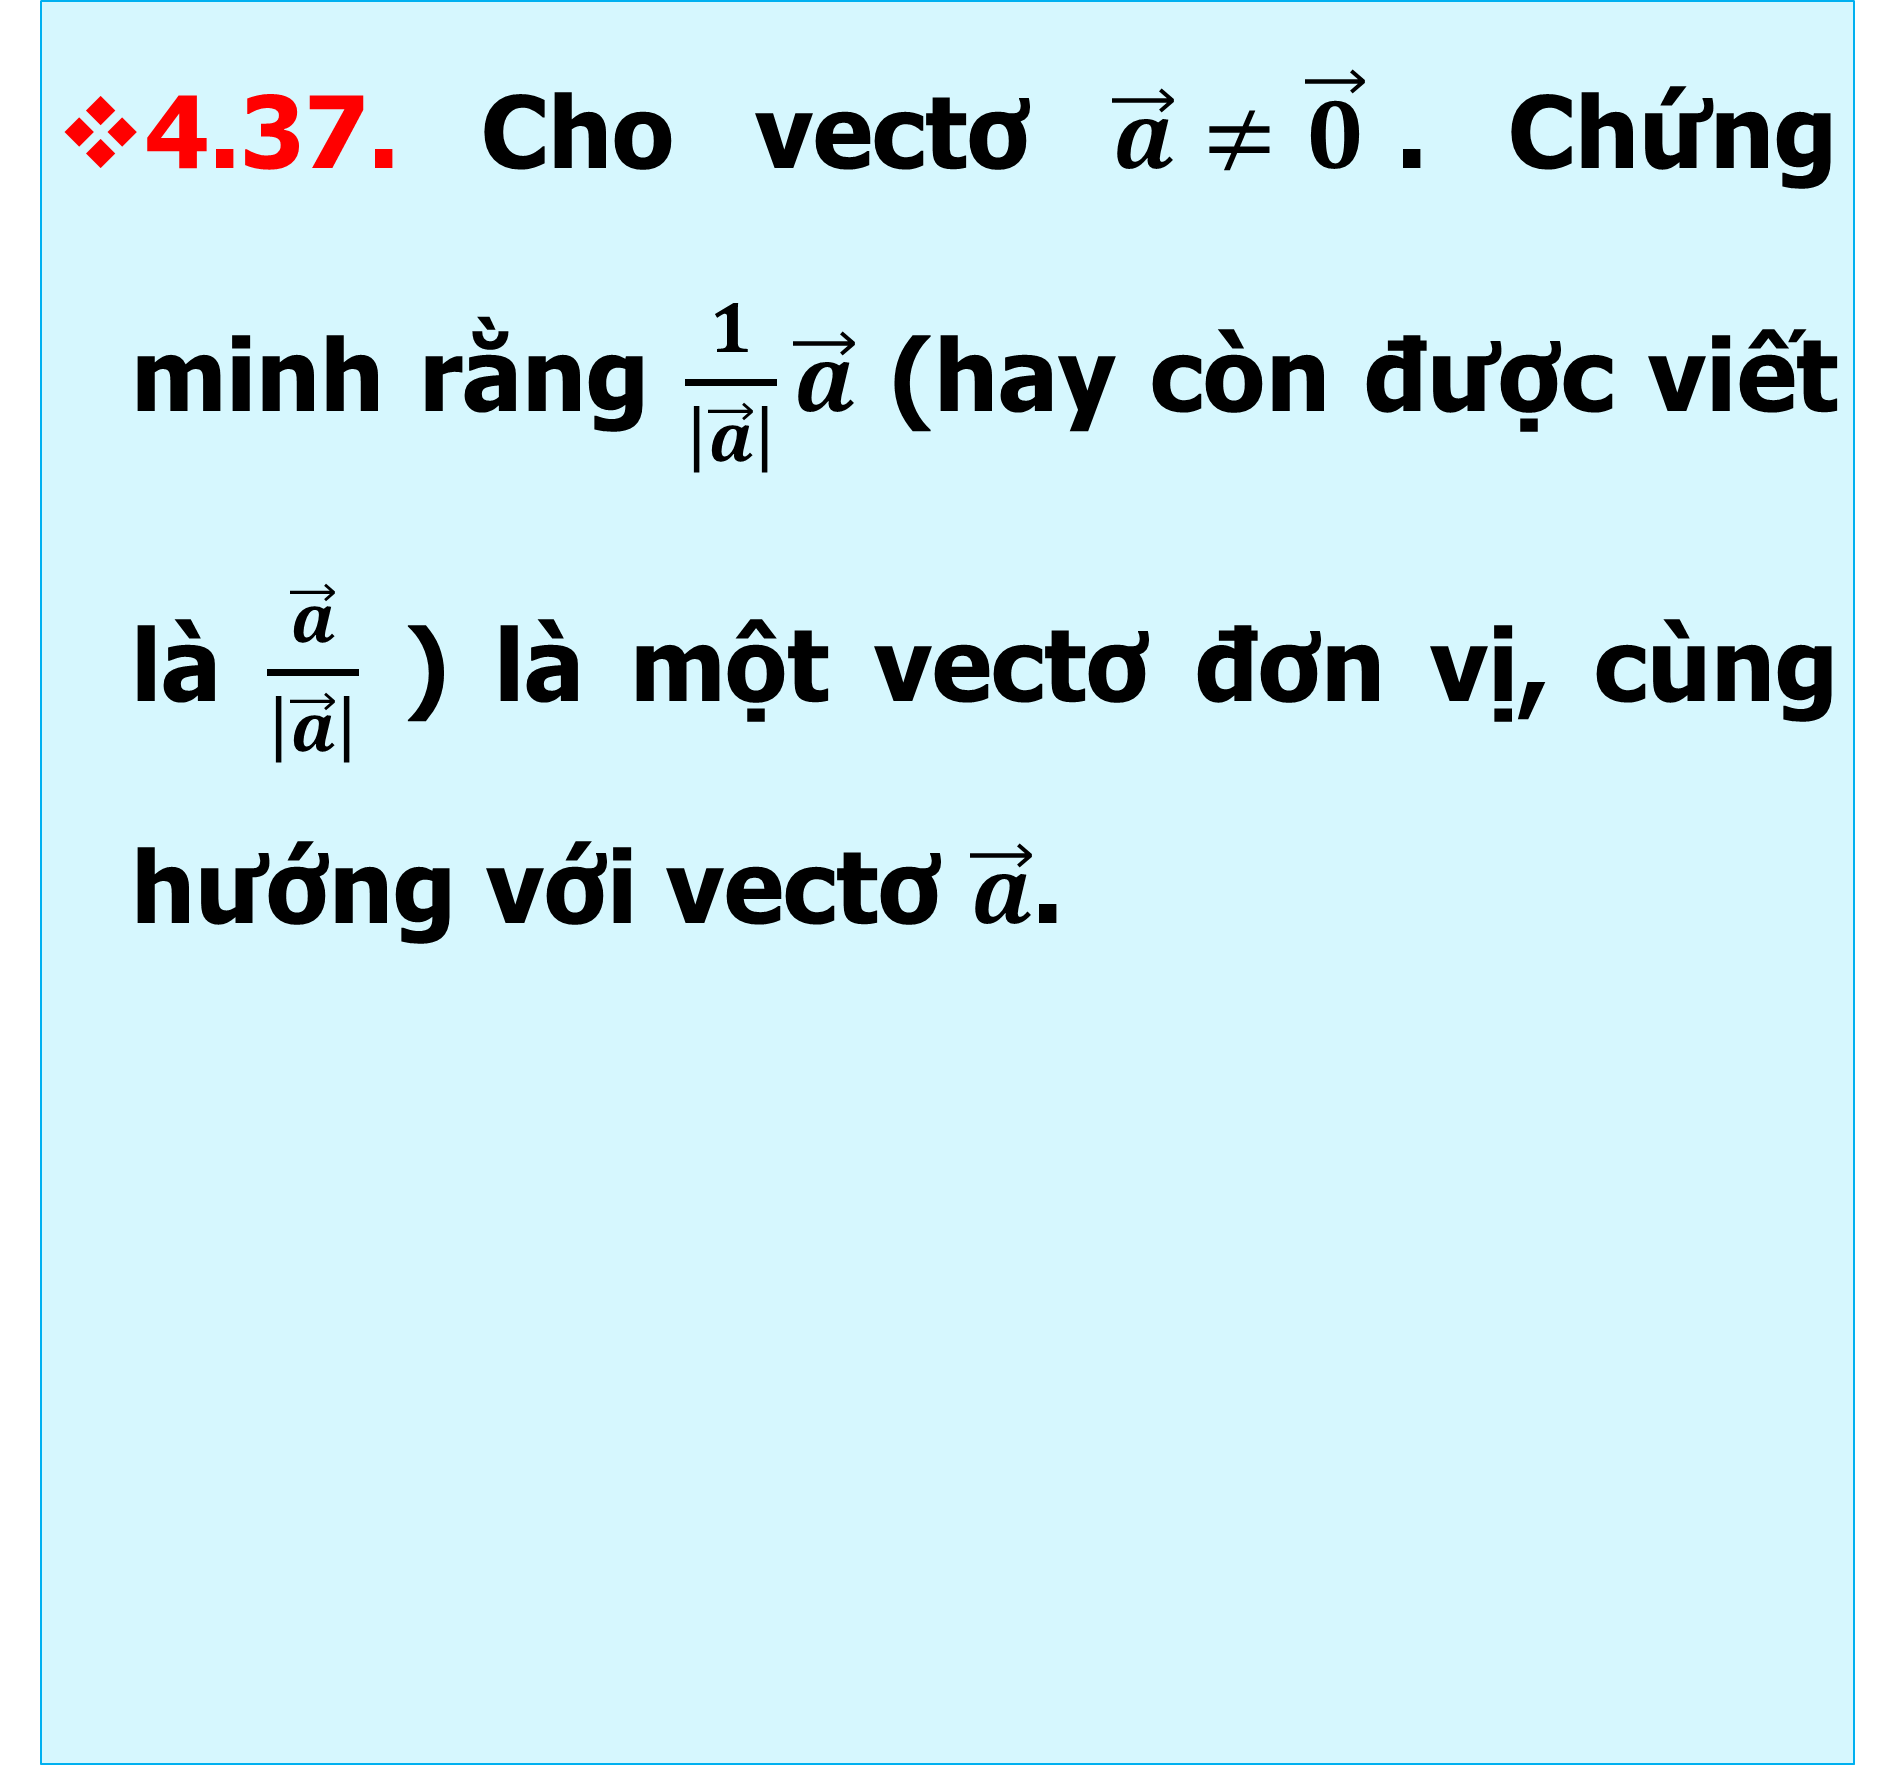 ❖4.37. Cho vectơ $\vec{a} \neq \vec{0}$ . Chứng
minh rằng $\frac{1}{|\vec{a}|}\vec{a}$ (hay còn được viết
là $\frac{\vec{a}}{|\vec{a}|}$ ) là một vectơ đơn vị, cùng
hướng với vectơ $\vec{a}$.